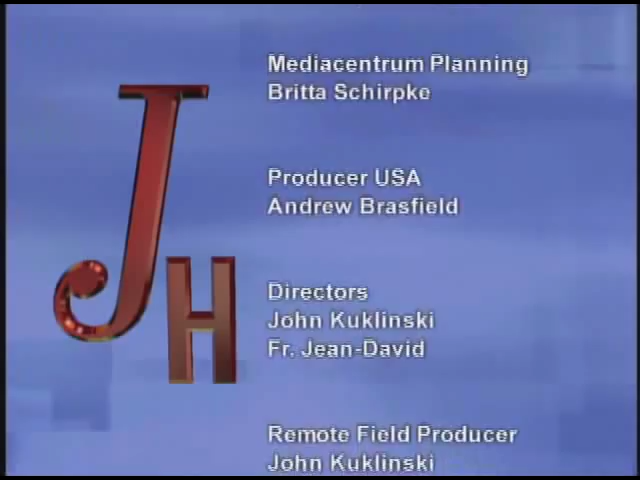 JH
Mediacentrum Planning
Britta Schirpke
Producer USA
Andrew Brasfield
Directors
John Kuklinski
Fr. Jean-David
Remote Field Producer
John Kuklinski